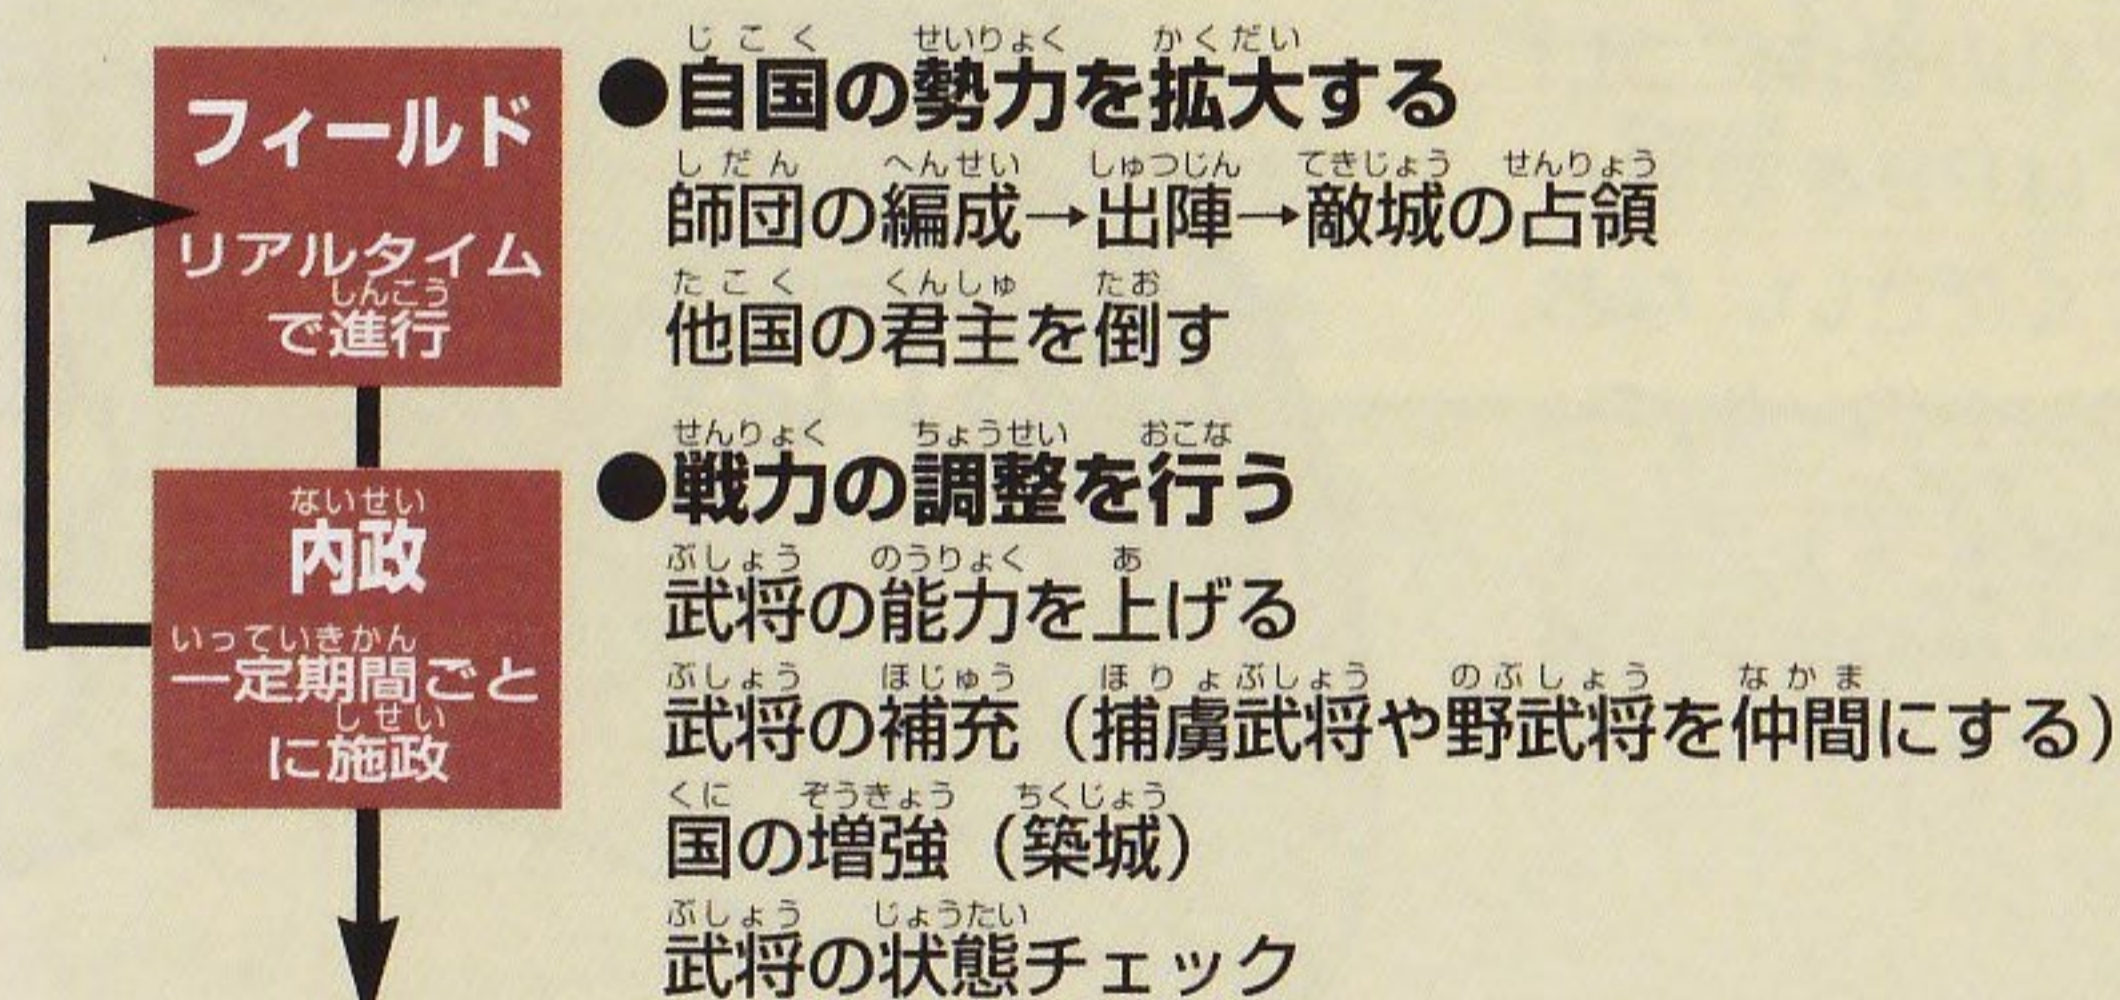 フィールド
リアルタイム
しんこう
で進行
じこく せいりょく かくだい
●自国の勢力を拡大する
しだん へんせい しゅつじん てきじょう せんりょう
師団の編成→出陣→敵城の占領
たこく くんしゅ たお
他国の君主を倒す
ないせい
内政
いっていきかん
一定期間ごと
しせい
に施政
せんりょく ちょうせい おこな
●戦力の調整を行う
ぶしょう のうりょく あ
武将の能力を上げる
ぶしょう ほじゅう ほりょぶしょう のぶしょう なかま
武将の補充（捕虜武将や野武将を仲間にする）
くに ぞうきょう ちくじょう
国の増強（築城）
ぶしょう じょうたい
武将の状態チェック